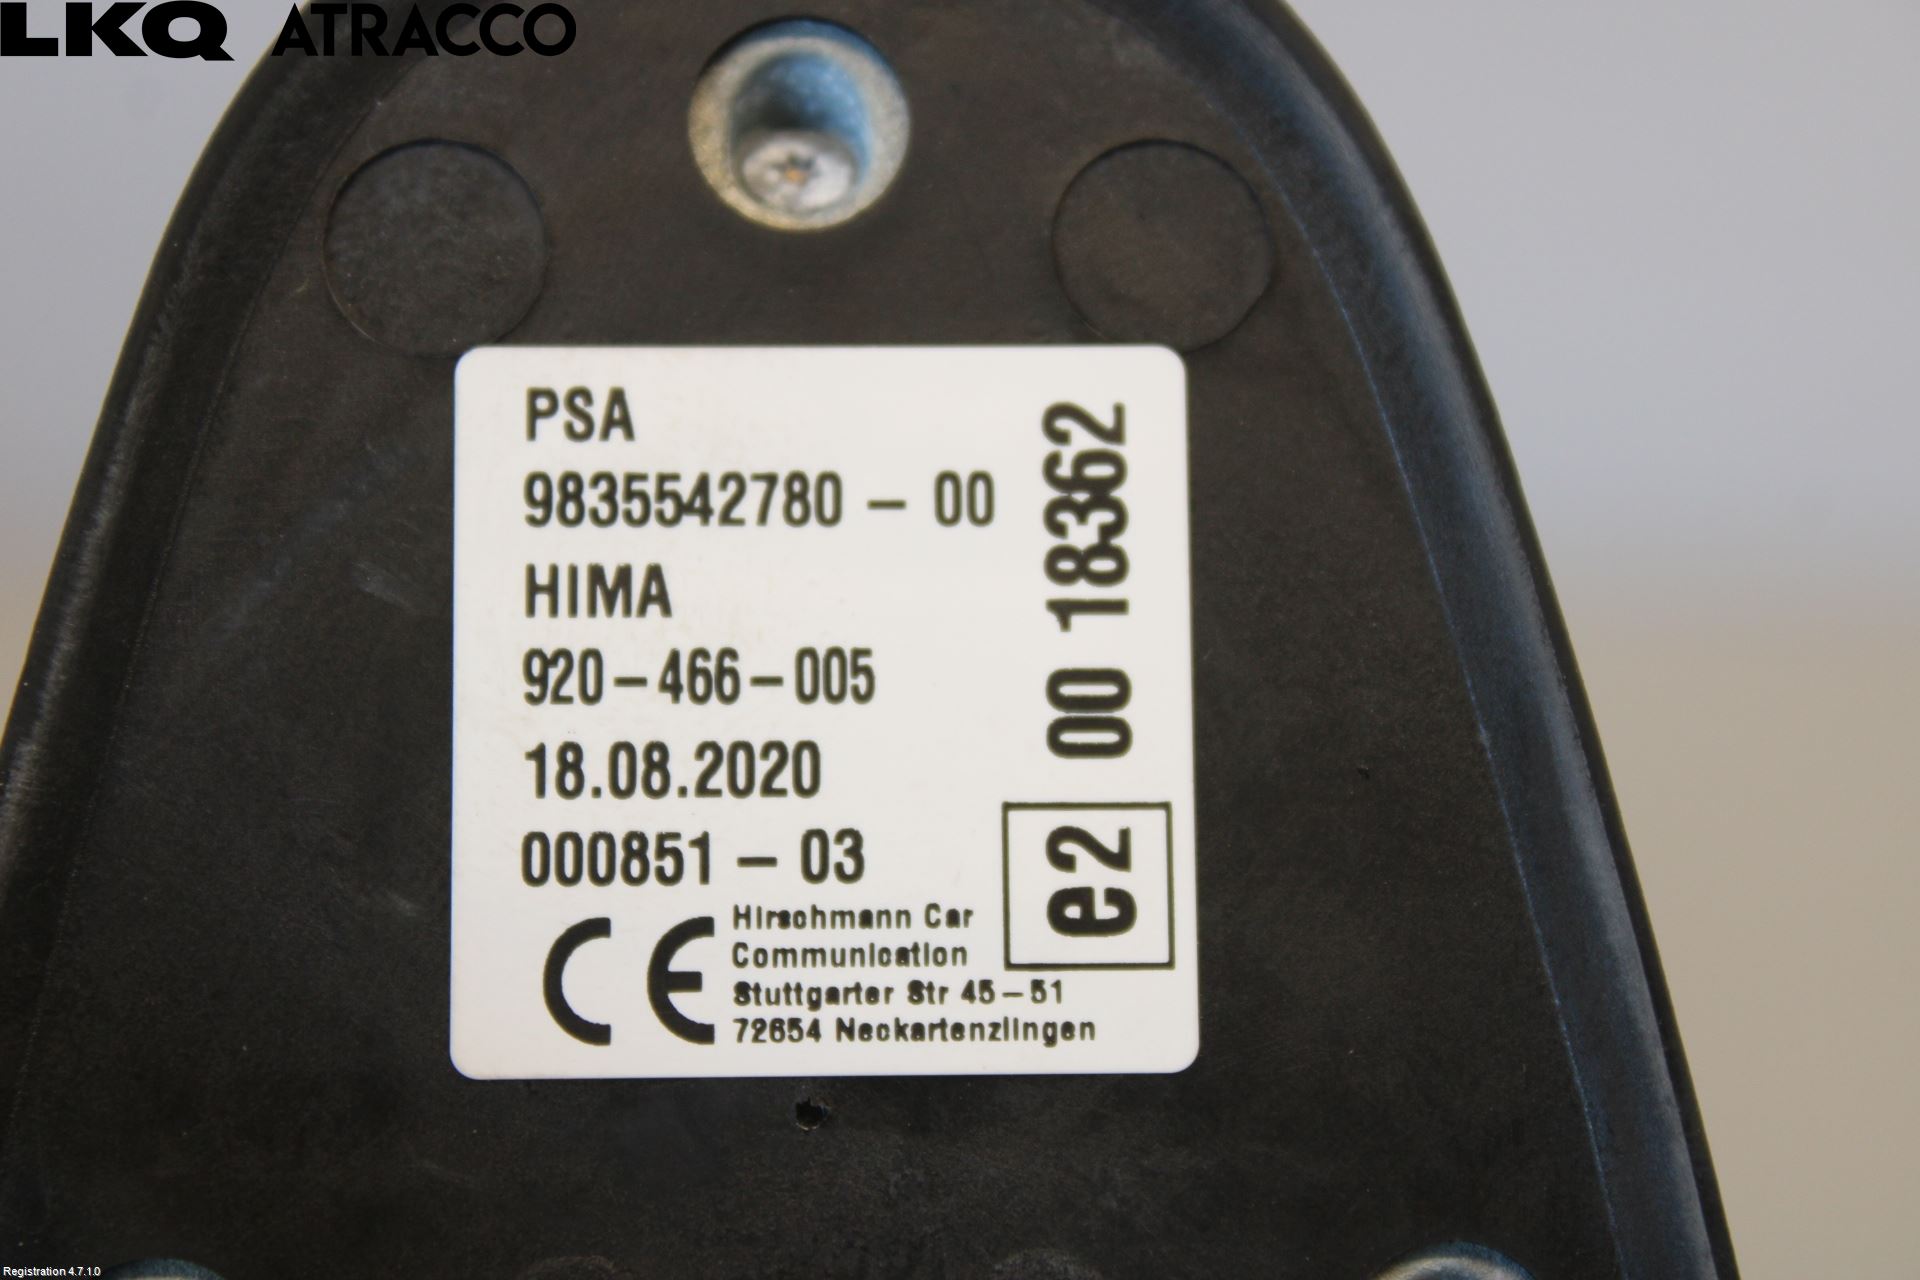 LKQ ATRACCO
PSA
9835542780 - 00
HIMA
920-466-005
18.08.2020
000851 - 03
CE
Hirschmann Car
Communication
Stuttgarter Str 45-51
72654 Neckartenzlingen
e2 00 18362
Registration 4.7.1.0